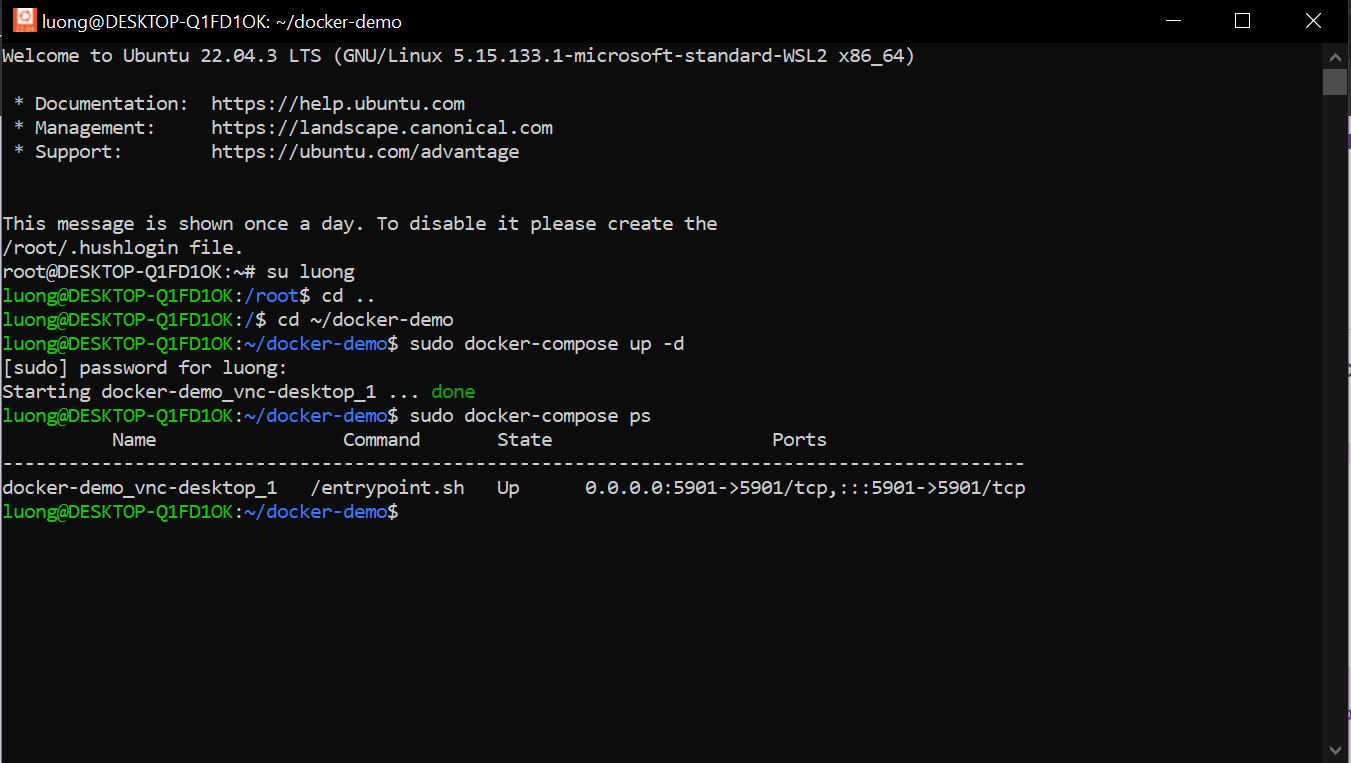 luong@DESKTOP-Q1FD1OK: ~/docker-demo
Welcome to Ubuntu 22.04.3 LTS (GNU/Linux 5.15.133.1-microsoft-standard-WSL2 x86_64)
* Documentation:  https://help.ubuntu.com
* Management:     https://landscape.canonical.com
* Support:        https://ubuntu.com/advantage
This message is shown once a day. To disable it please create the
/root/.hushlogin file.
root@DESKTOP-Q1FD1OK:~# su luong
luong@DESKTOP-Q1FD1OK:/root$ cd ..
luong@DESKTOP-Q1FD1OK:/$ cd ~/docker-demo
luong@DESKTOP-Q1FD1OK:~/docker-demo$ sudo docker-compose up -d
[sudo] password for luong:
Starting docker-demo_vnc-desktop_1 ... done
luong@DESKTOP-Q1FD1OK:~/docker-demo$ sudo docker-compose ps
Name                 Command       State                    Ports
---------------------------------------------------------------------------------------------
docker-demo_vnc-desktop_1   /entrypoint.sh   Up      0.0.0.0:5901->5901/tcp,:::5901->5901/tcp
luong@DESKTOP-Q1FD1OK:~/docker-demo$